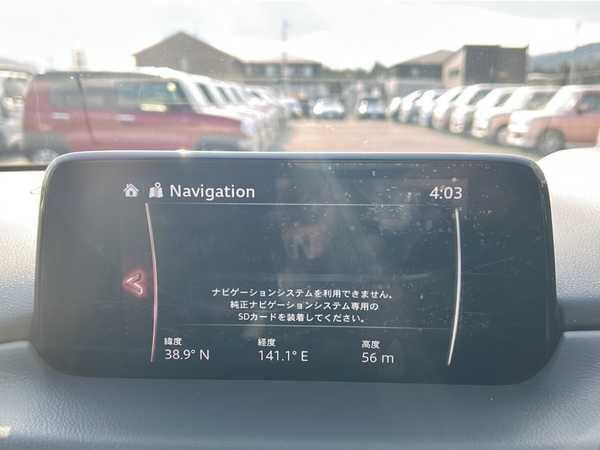 Navigation 4:03
ナビゲーションシステムを利用できません。
純正ナビゲーションシステム専用の
SDカードを装着してください。
緯度 経度 高度
38.9° N 141.1° E 56 m